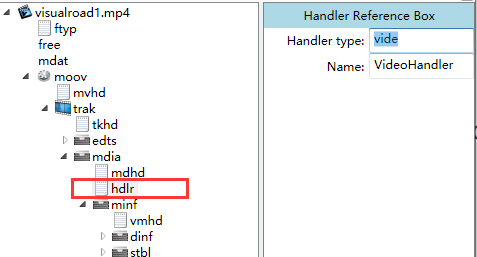 visualroad1.mp4
ftyp
free
mdat
moov
mvhd
trak
tkhd
edts
mdia
mdhd
hdlr
minf
vmhd
dinf
stbl
Handler Reference Box
Handler type: vide
Name: VideoHandler